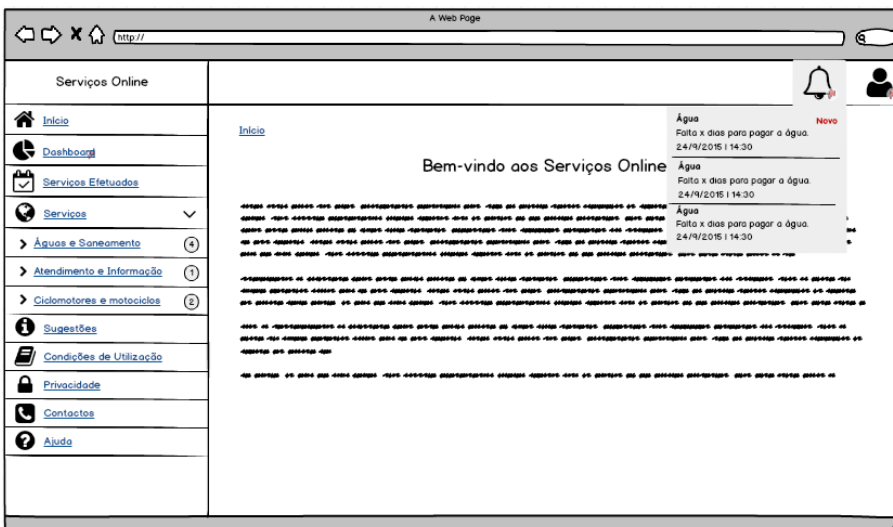 A Web Page
http://
Serviços Online
Início
Dashboard
Serviços Efetuados
Serviços
Águas e Saneamento
4
Atendimento e Informação
1
Ciclomotores e motociclos
2
Sugestões
Condições de Utilização
Privacidade
Contactos
Ajuda
Início
Bem-vindo aos Serviços Online
Água Novo
Falta x dias para pagar a água.
24/9/2015 | 14:30
Água
Falta x dias para pagar a água.
24/9/2015 | 14:30
Água
Falta x dias para pagar a água.
24/9/2015 | 14:30